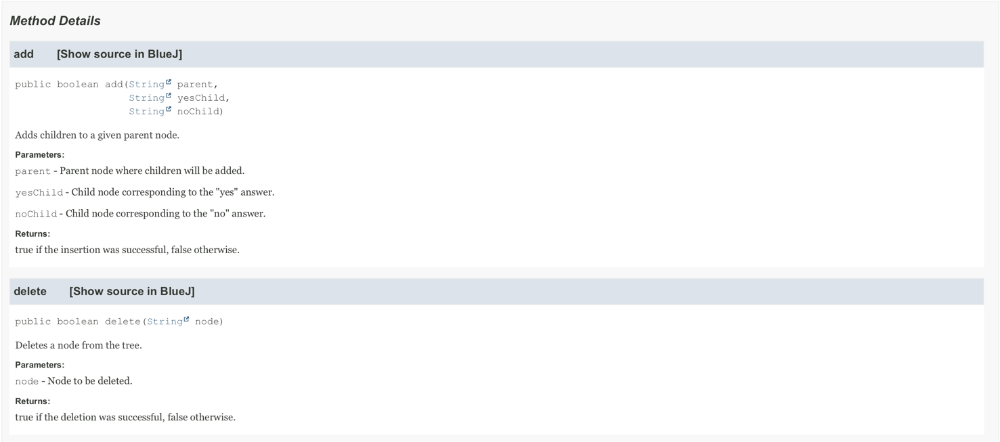 Method Details
add [Show source in BlueJ]
public boolean add(String parent,
String yesChild,
String noChild)
Adds children to a given parent node.
Parameters:
parent - Parent node where children will be added.
yesChild - Child node corresponding to the "yes" answer.
noChild - Child node corresponding to the "no" answer.
Returns:
true if the insertion was successful, false otherwise.
delete [Show source in BlueJ]
public boolean delete(String node)
Deletes a node from the tree.
Parameters:
node - Node to be deleted.
Returns:
true if the deletion was successful, false otherwise.